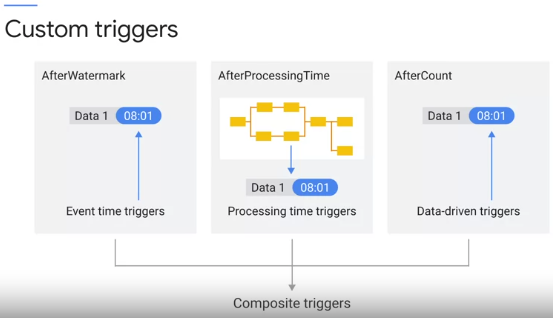 Custom triggers
AfterWatermark
Data 1 08:01
Event time triggers
AfterProcessingTime
Data 1 08:01
Processing time triggers
AfterCount
Data 1 08:01
Data-driven triggers
Composite triggers